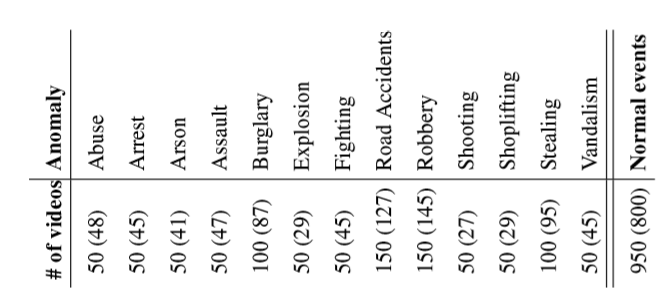 # of videos Anomaly
50 (48) Abuse
50 (45) Arrest
50 (41) Arson
50 (47) Assault
100 (87) Burglary
50 (29) Explosion
50 (45) Fighting
150 (127) Road Accidents
150 (145) Robbery
50 (27) Shooting
50 (29) Shoplifting
100 (95) Stealing
50 (45) Vandalism
950 (800) Normal events